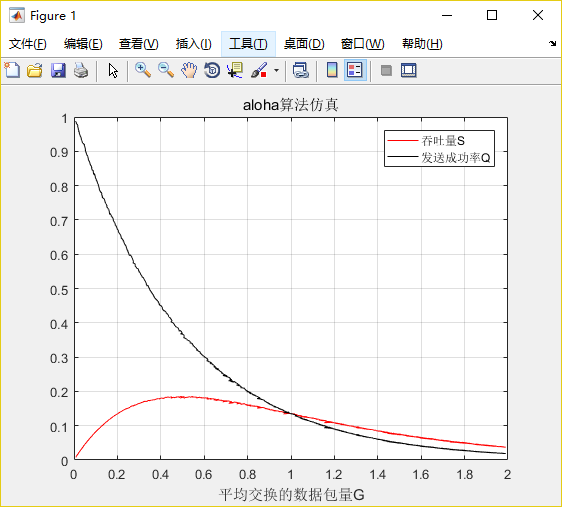 Figure 1
文件(F) 编辑(E) 查看(V) 插入(I) 工具(T) 桌面(D) 窗口(W) 帮助(H)
aloha算法仿真
吞吐量S
发送成功率Q
1
0.9
0.8
0.7
0.6
0.5
0.4
0.3
0.2
0.1
0
0 0.2 0.4 0.6 0.8 1 1.2 1.4 1.6 1.8 2
平均交换的数据包量G